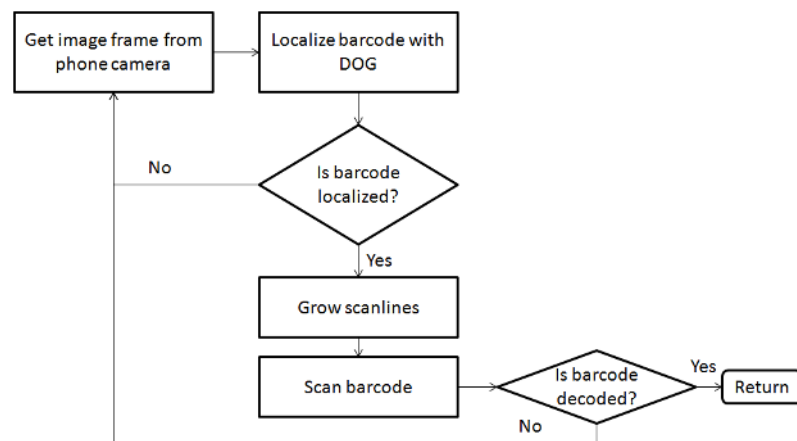 Get image frame from
phone camera
Localize barcode with
DOG
No
Is barcode
localized?
Yes
Grow scanlines
Scan barcode
Is barcode
decoded?
Yes
Return
No